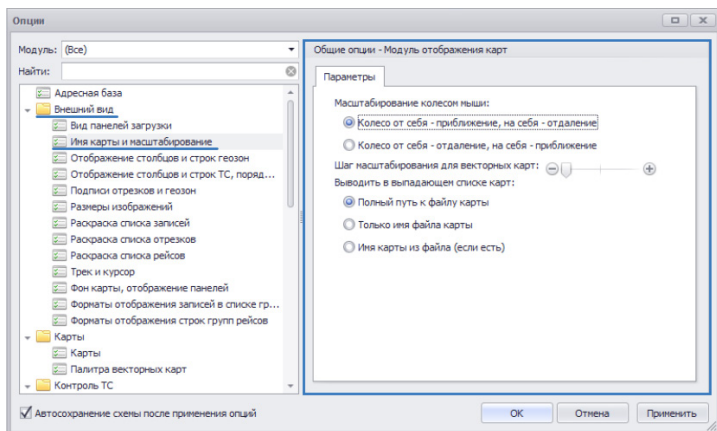 Опции
Модуль: (Все)
Найти:
Адресная база
Внешний вид
Вид панелей загрузки
Имя карты и масштабирование
Отображение столбцов и строк геозон
Отображение столбцов и строк ТС, поряд...
Подписи отрезков и геозон
Размеры изображений
Раскраска списка записей
Раскраска списка отрезков
Раскраска списка рейсов
Трек и курсор
Фон карты, отображение панелей
Форматы отображения записей в списке гр...
Форматы отображения строк групп рейсов
Карты
Карты
Палитра векторных карт
Контроль ТС
Общие опции - Модуль отображения карт
Параметры
Масштабирование колесом мыши:
Колесо от себя - приближение, на себя - отдаление
Колесо от себя - отдаление, на себя - приближение
Шаг масштабирования для векторных карт:
Выводить в выпадающем списке карт:
Полный путь к файлу карты
Только имя файла карты
Имя карты из файла (если есть)
Автосохранение схемы после применения опций
ОК Отмена Применить